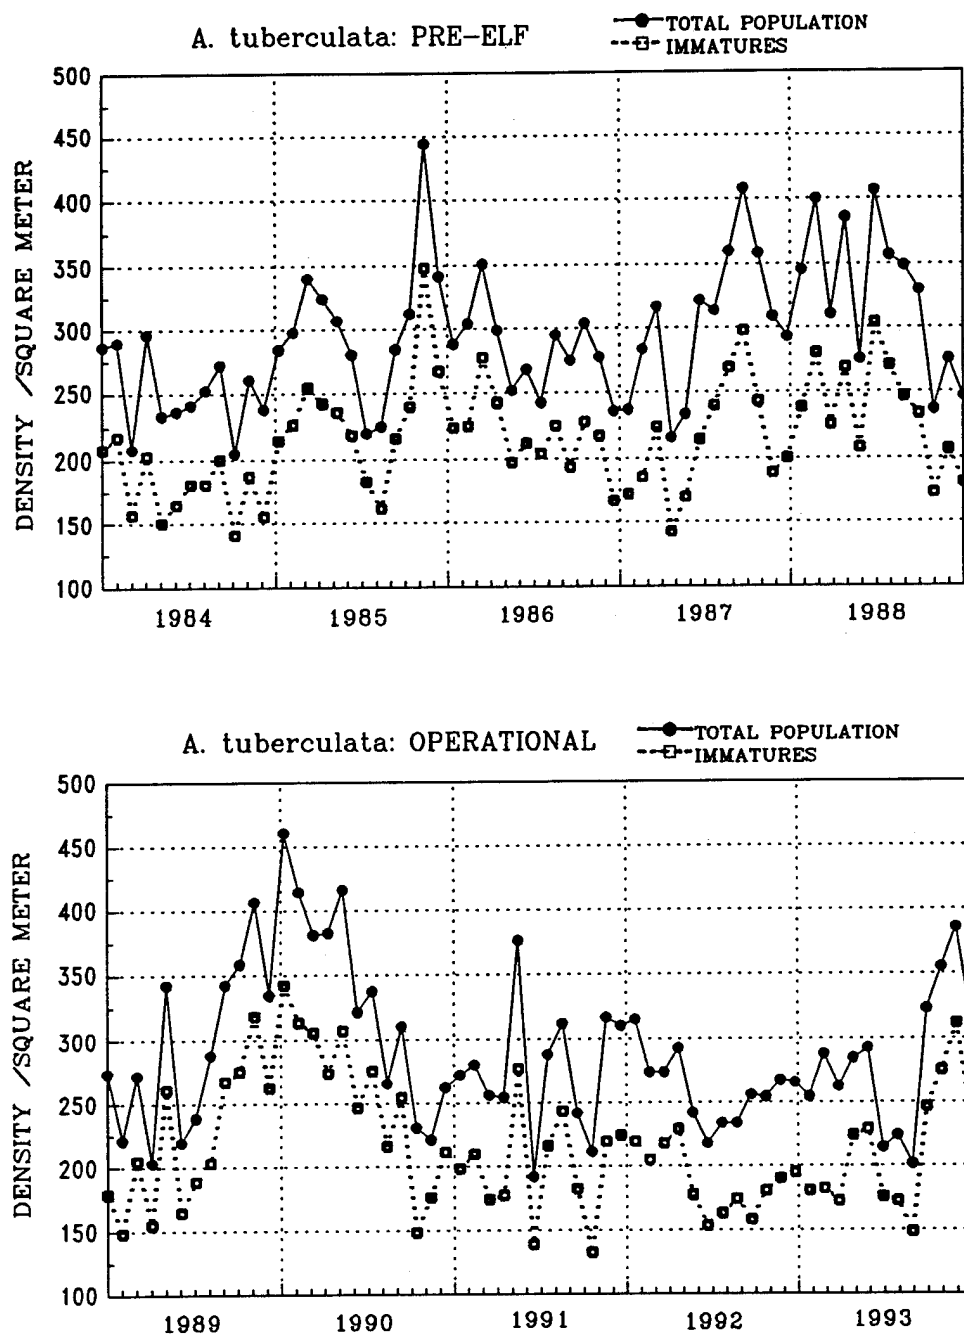 A. tuberculata: PRE-ELF
TOTAL POPULATION
IMMATURES
500
450
400
350
300
250
200
150
100
DENSITY /SQUARE METER
1984 1985 1986 1987 1988
A. tuberculata: OPERATIONAL
TOTAL POPULATION
IMMATURES
500
450
400
350
300
250
200
150
100
DENSITY /SQUARE METER
1989 1990 1991 1992 1993